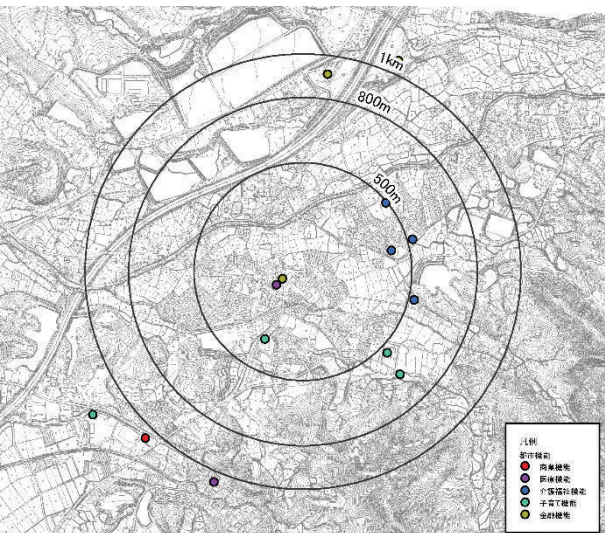 1km
800m
500m
凡例
都市機能
商業機能
医療機能
介護福祉機能
子育て機能
金融機能